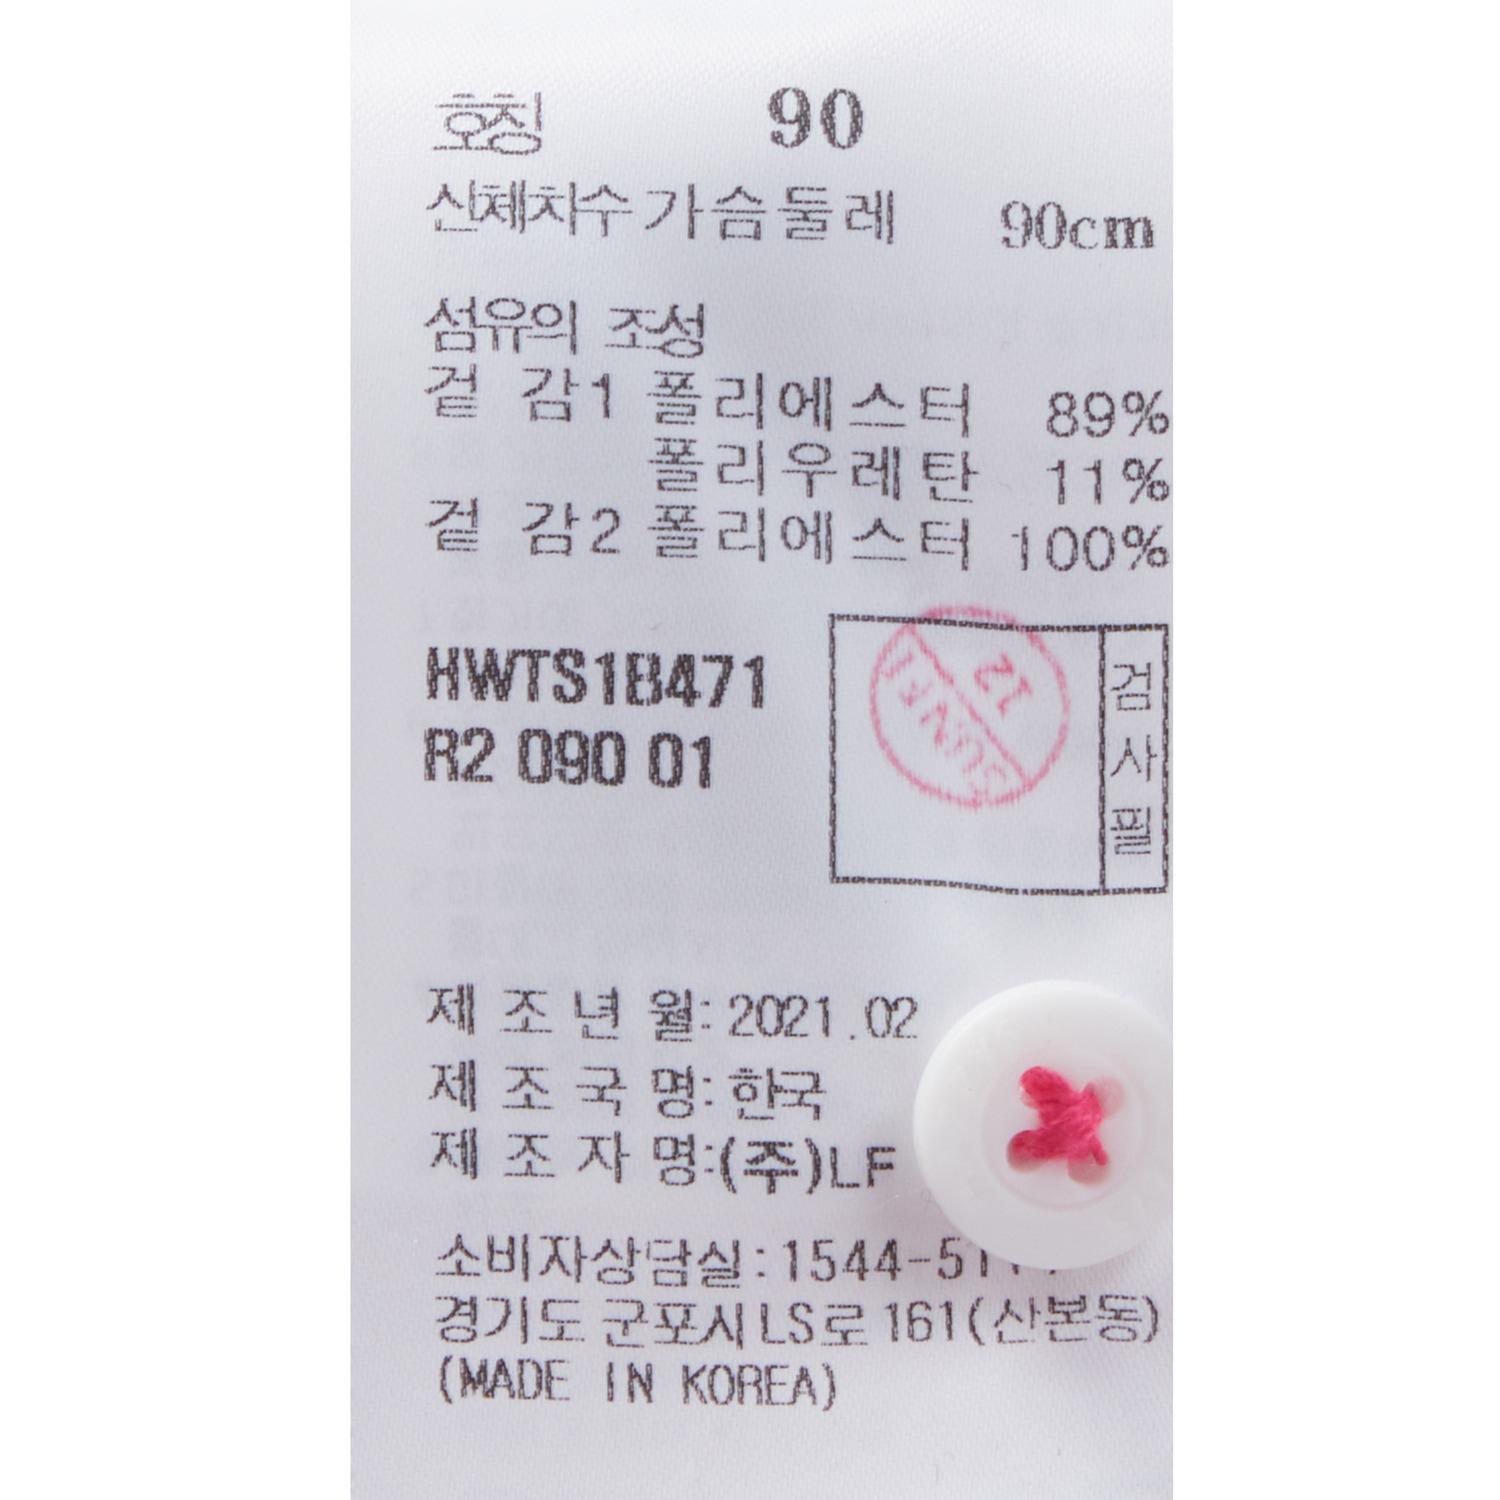 호칭 90
신체치수 가슴둘레 90cm
섬유의 조성
겉 감1 폴리에스터 89%
폴리우레탄 11%
겉 감2 폴리에스터 100%
HWTS1B471
R2 090 01
12
검사필
제조년월: 2021.02
제조국명: 한국
제조자명:(주)LF
소비자상담실:1544-5
경기도 군포시 LS로 161(산본동)
(MADE IN KOREA)